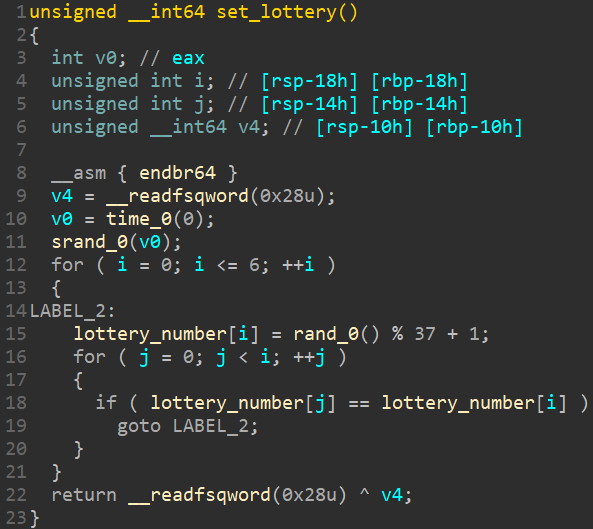 1 unsigned __int64 set_lottery()
2 {
3   int v0; // eax
4   unsigned int i; // [rsp-18h] [rbp-18h]
5   unsigned int j; // [rsp-14h] [rbp-14h]
6   unsigned __int64 v4; // [rsp-10h] [rbp-10h]
7
8   __asm { endbr64 }
9   v4 = __readfsqword(0x28u);
10   v0 = time_0(0);
11   srand_0(v0);
12   for ( i = 0; i <= 6; ++i )
13   {
14 LABEL_2:
15     lottery_number[i] = rand_0() % 37 + 1;
16     for ( j = 0; j < i; ++j )
17     {
18       if ( lottery_number[j] == lottery_number[i] )
19         goto LABEL_2;
20     }
21   }
22   return __readfsqword(0x28u) ^ v4;
23 }